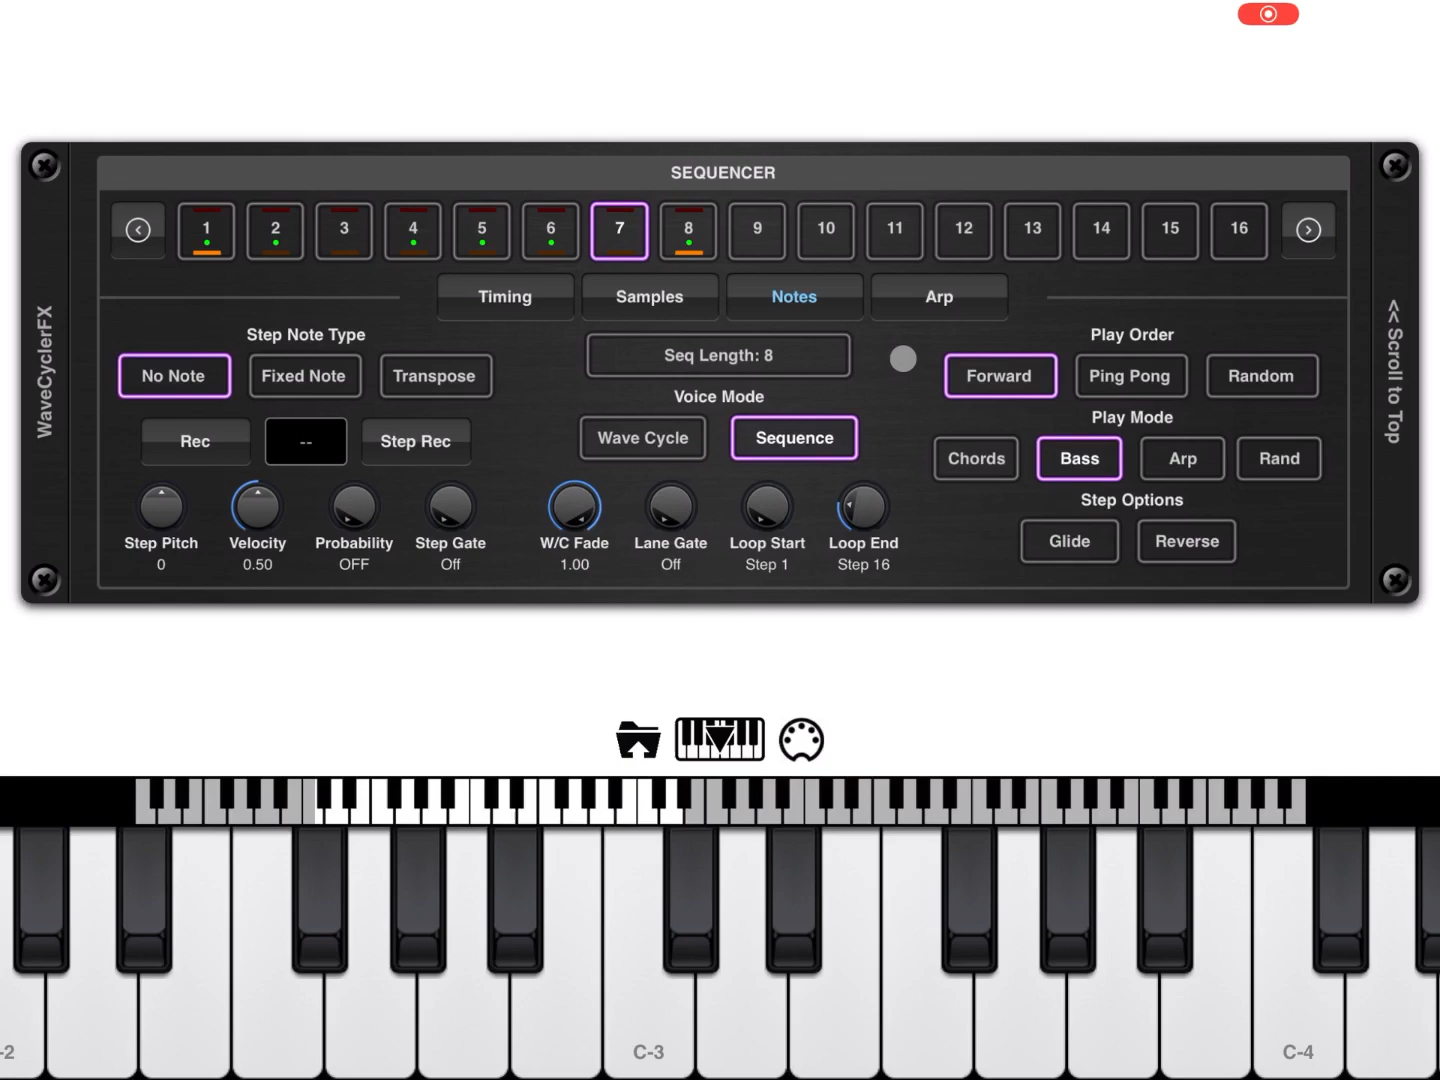 SEQUENCER
1 2 3 4 5 6 7 8 9 10 11 12 13 14 15 16
Timing Samples Notes Arp
WaveCyclerFX
<< Scroll to Top
Step Note Type
No Note Fixed Note Transpose
Rec -- Step Rec
Step Pitch Velocity Probability Step Gate
0 0.50 OFF Off
Seq Length: 8
Voice Mode
Wave Cycle Sequence
W/C Fade Lane Gate Loop Start Loop End
1.00 Off Step 1 Step 16
Play Order
Forward Ping Pong Random
Play Mode
Chords Bass Arp Rand
Step Options
Glide Reverse
-2 C-3 C-4